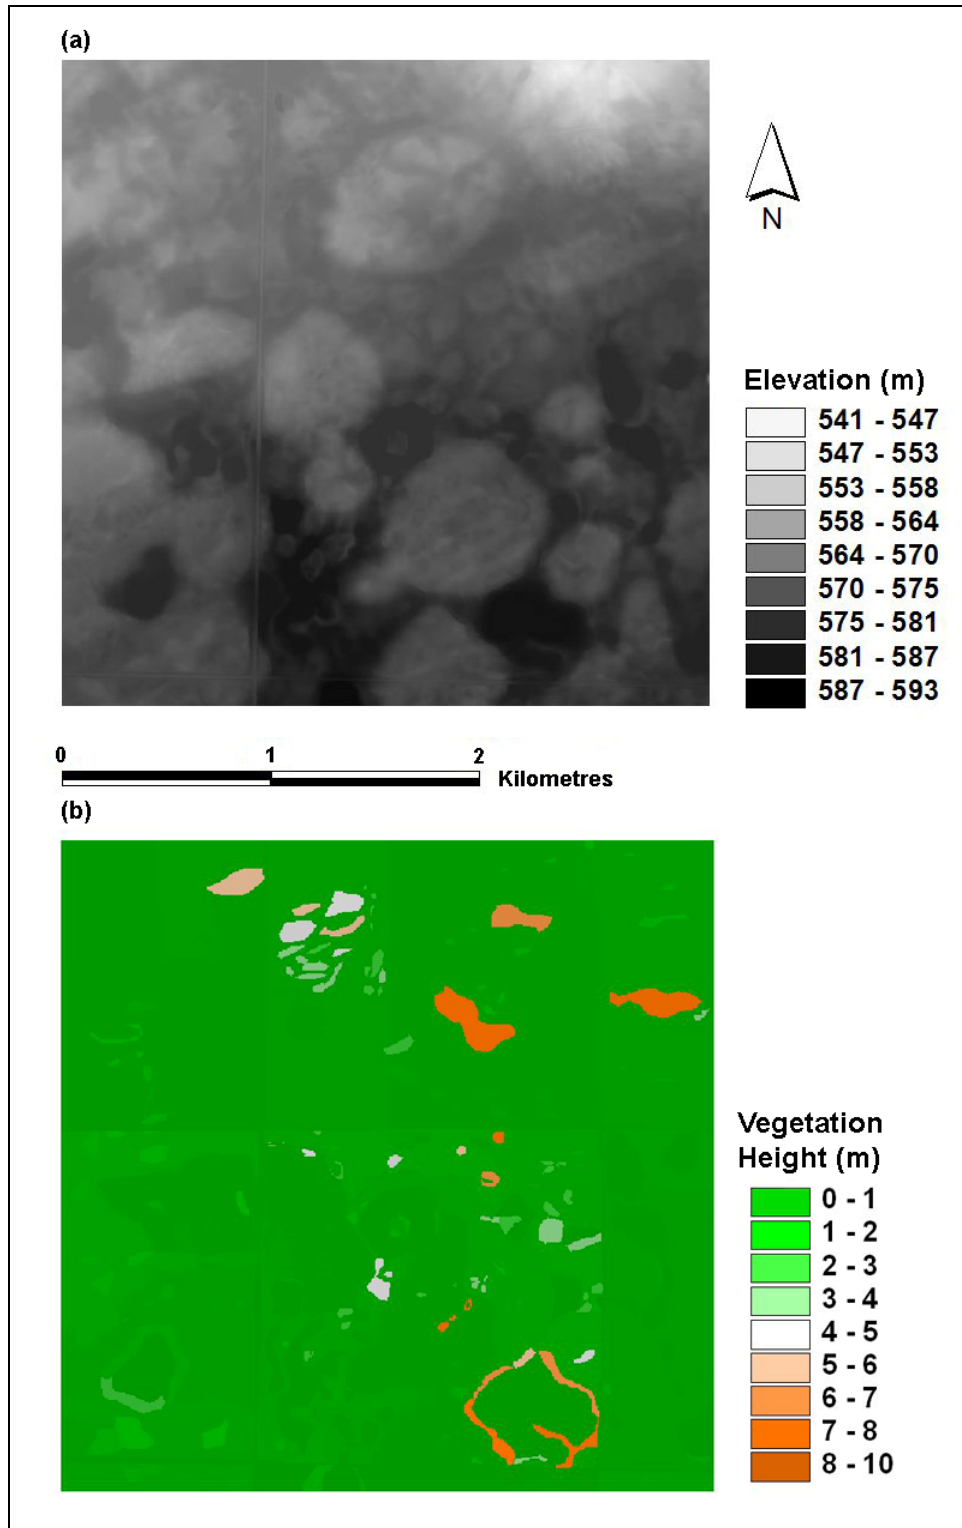 (a)
N
Elevation (m)
541 - 547
547 - 553
553 - 558
558 - 564
564 - 570
570 - 575
575 - 581
581 - 587
587 - 593
0 1 2
Kilometres
(b)
Vegetation
Height (m)
0 - 1
1 - 2
2 - 3
3 - 4
4 - 5
5 - 6
6 - 7
7 - 8
8 - 10